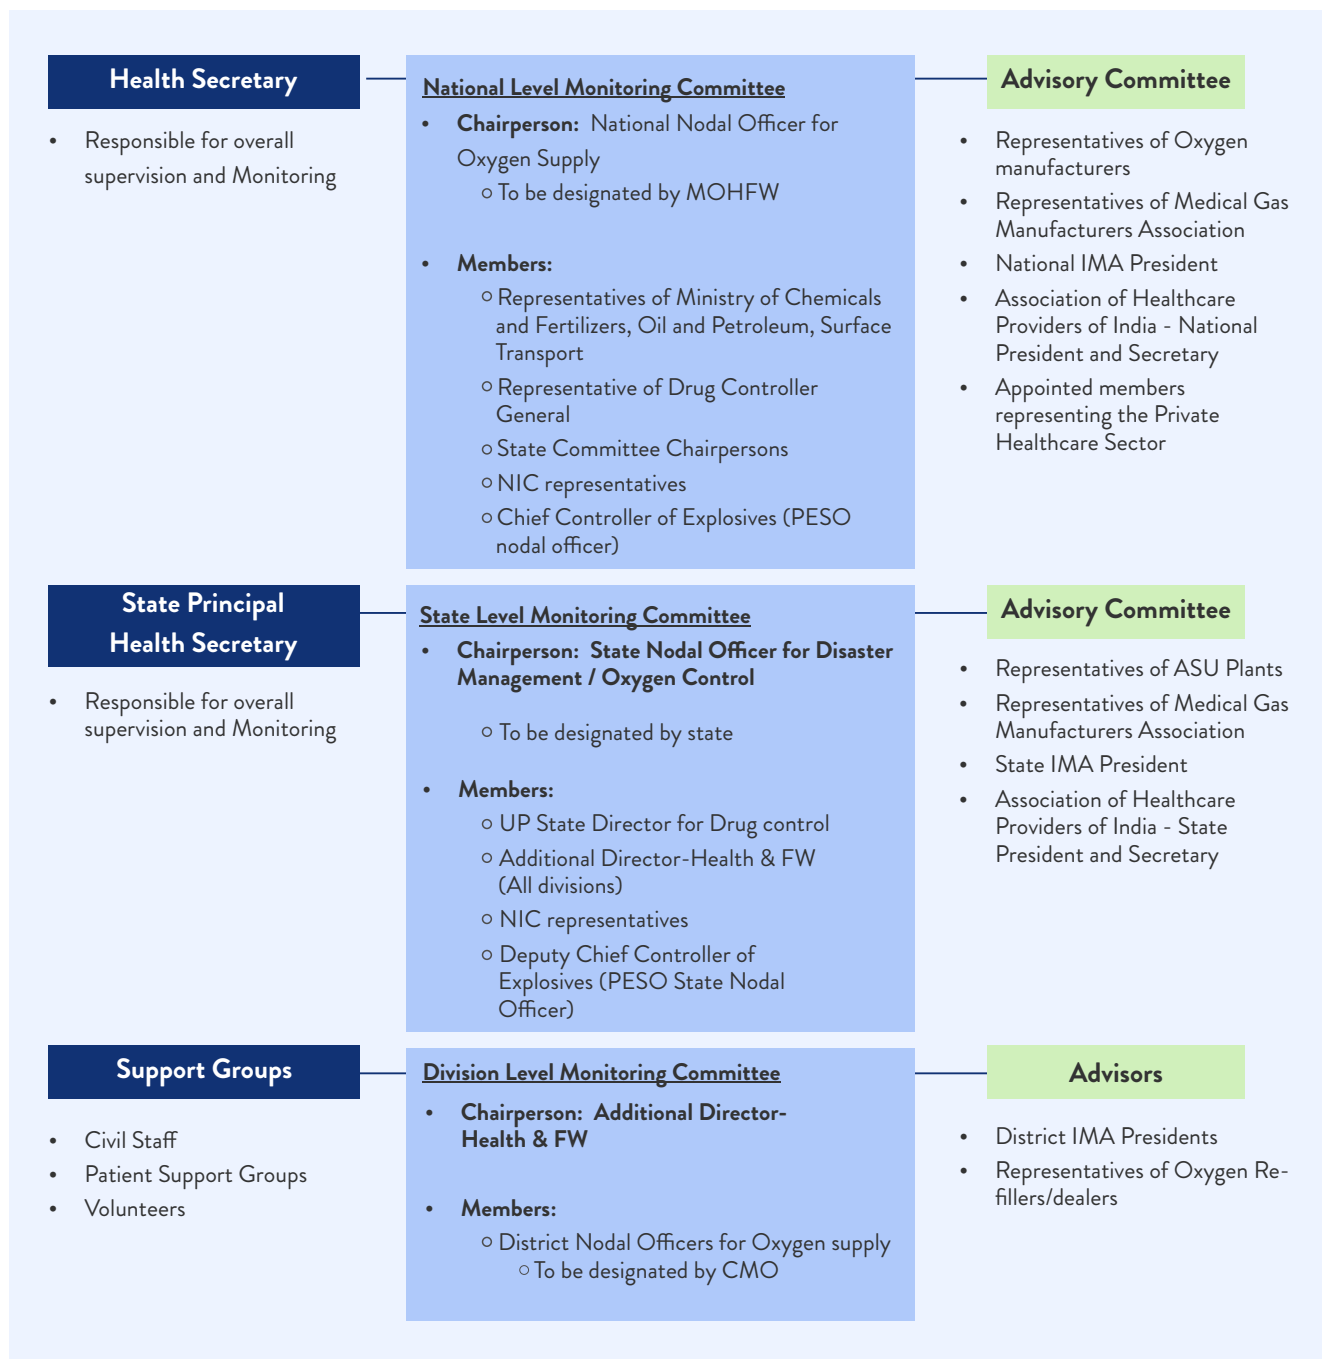 Health Secretary
• Responsible for overall
supervision and Monitoring
National Level Monitoring Committee
• Chairperson: National Nodal Officer for
Oxygen Supply
○ To be designated by MOHFW
• Members:
○ Representatives of Ministry of Chemicals
and Fertilizers, Oil and Petroleum, Surface
Transport
○ Representative of Drug Controller
General
○ State Committee Chairpersons
○ NIC representatives
○ Chief Controller of Explosives (PESO
nodal officer)
Advisory Committee
• Representatives of Oxygen
manufacturers
• Representatives of Medical Gas
Manufacturers Association
• National IMA President
• Association of Healthcare
Providers of India - National
President and Secretary
• Appointed members
representing the Private
Healthcare Sector
State Principal
Health Secretary
• Responsible for overall
supervision and Monitoring
State Level Monitoring Committee
• Chairperson: State Nodal Officer for Disaster
Management / Oxygen Control
○ To be designated by state
• Members:
○ UP State Director for Drug control
○ Additional Director-Health & FW
(All divisions)
○ NIC representatives
○ Deputy Chief Controller of
Explosives (PESO State Nodal
Officer)
Advisory Committee
• Representatives of ASU Plants
• Representatives of Medical Gas
Manufacturers Association
• State IMA President
• Association of Healthcare
Providers of India - State
President and Secretary
Support Groups
• Civil Staff
• Patient Support Groups
• Volunteers
Division Level Monitoring Committee
• Chairperson: Additional Director-
Health & FW
• Members:
○ District Nodal Officers for Oxygen supply
○ To be designated by CMO
Advisors
• District IMA Presidents
• Representatives of Oxygen Re-
fillers/dealers